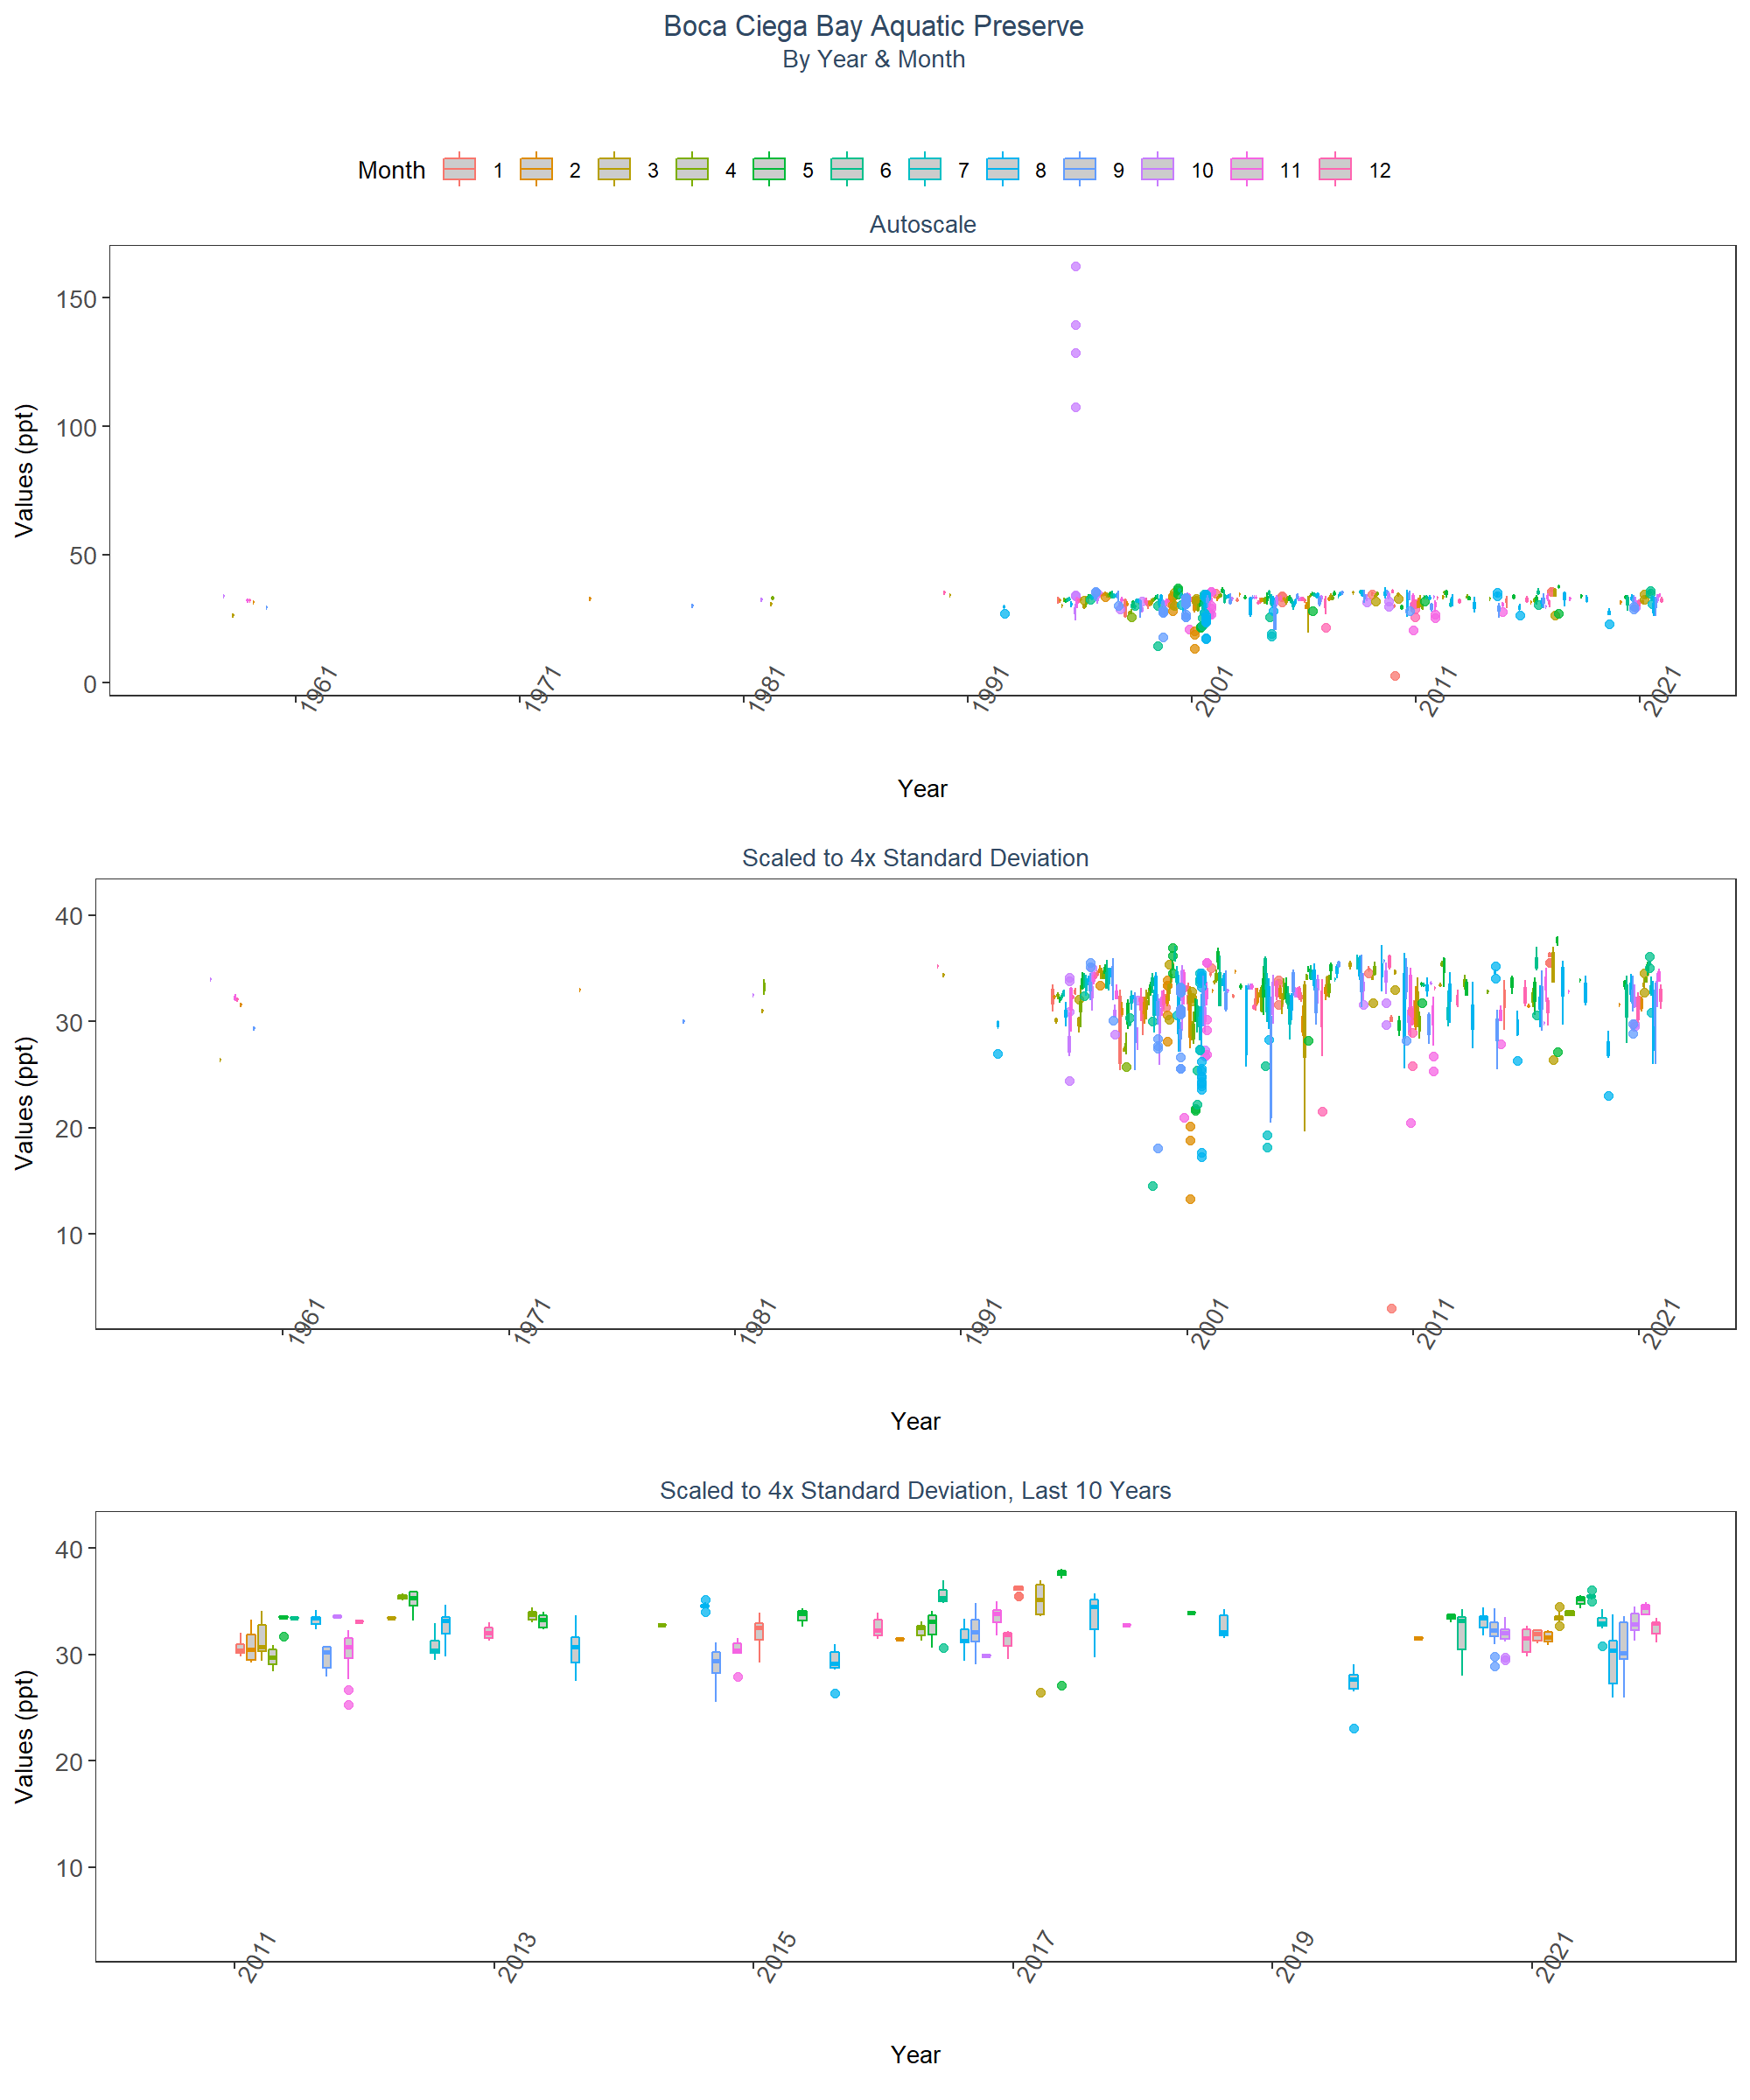 Boca Ciega Bay Aquatic Preserve
By Year & Month
Month 1 2 3 4 5 6 7 8 9 10 11 12
Autoscale
Values (ppt)
150
100
50
0
1961 1971 1981 1991 2001 2011 2021
Year
Scaled to 4x Standard Deviation
Values (ppt)
40
30
20
10
1961 1971 1981 1991 2001 2011 2021
Year
Scaled to 4x Standard Deviation, Last 10 Years
Values (ppt)
40
30
20
10
2011 2013 2015 2017 2019 2021
Year